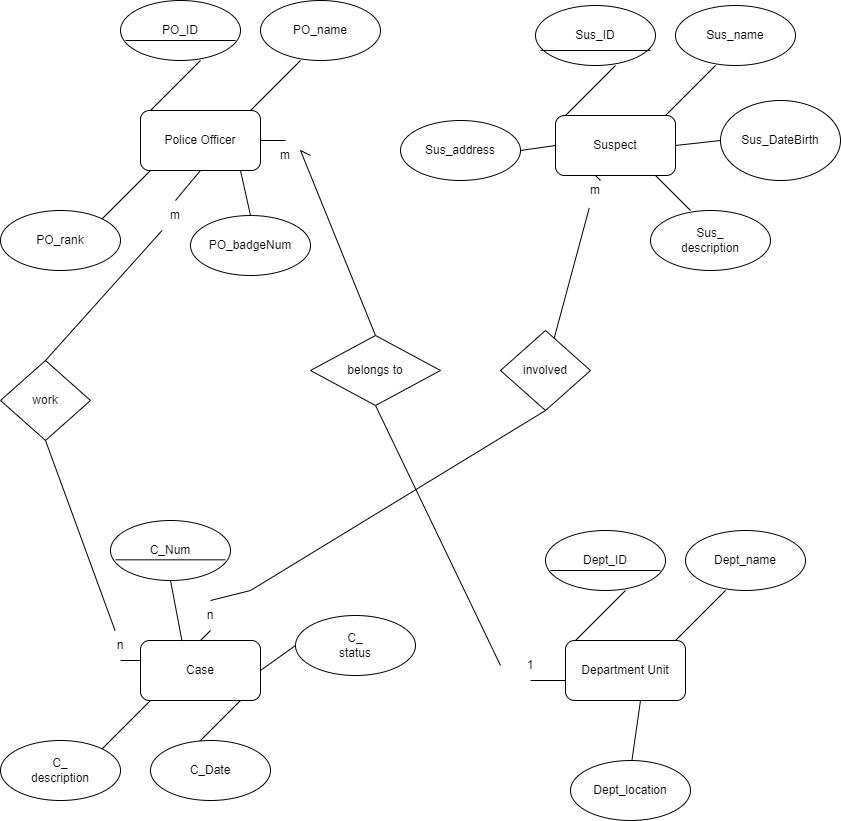 PO_ID
PO_name
Sus_ID
Sus_name
Police Officer
m
Suspect
Sus_address
Sus_DateBirth
m
m
PO_rank
PO_badgeNum
Sus_
description
work
belongs to
involved
C_Num
Dept_ID
Dept_name
n
n
C_
status
1
Case
Department Unit
C_
description
C_Date
Dept_location